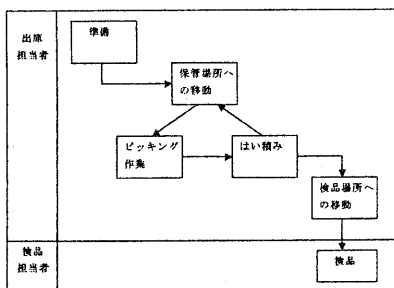 出庫
担当者
準備
保管場所へ
の移動
ピッキング
作業
はい積み
検品場所へ
の移動
検品
担当者
検品